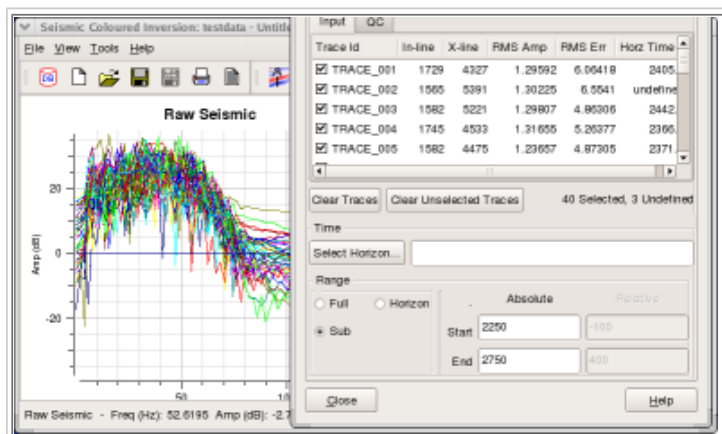 Seismic Coloured Inversion: testdata - Untitle
File View Tools Help
Raw Seismic
Amp (dB)
20
0
-20
50
10
Raw Seismic - Freq (Hz): 52.6195 Amp (dB): -2.7
Input QC
Trace Id In-line X-line RMS Amp RMS Err Horz Time
TRACE_001 1729 4327 1.29592 6.06418 2405.
TRACE_002 1565 5391 1.30225 6.5541 undefine
TRACE_003 1582 5221 1.29807 4.86306 2442.
TRACE_004 1745 4533 1.31655 5.26377 2366.
TRACE_005 1582 4475 1.23657 4.87305 2371.
Clear Traces Clear Unselected Traces 40 Selected, 3 Undefined
Time
Select Horizon...
Range
Full Horizon - Absolute Relative
Sub Start 2250 -100
End 2750 400
Close Help